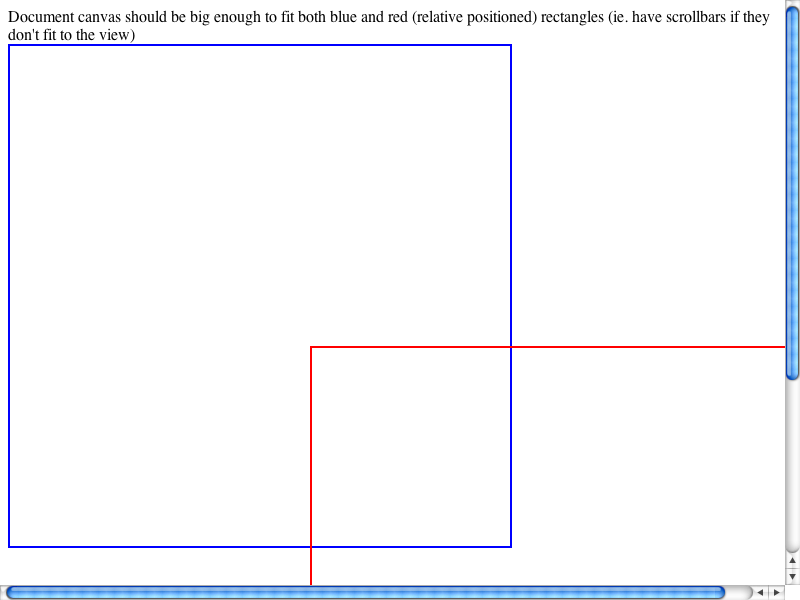 Document canvas should be big enough to fit both blue and red (relative positioned) rectangles (ie. have scrollbars if they
don't fit to the view)